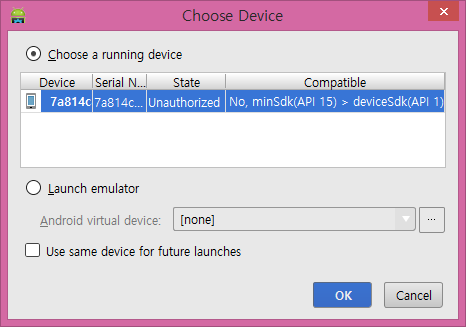 Choose Device
Choose a running device
Device Serial N... State Compatible
7a814c 7a814c... Unauthorized No, minSdk(API 15) > deviceSdk(API 1)
Launch emulator
Android virtual device: [none] ...
Use same device for future launches
OK Cancel